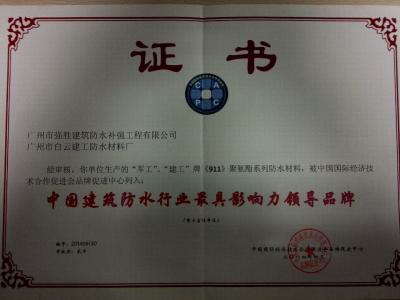 证书
CAPC
广州市强胜建筑防水补强工程有限公司
广州市白云建工防水材料厂
经审核，你单位生产的“军工”、“建工”牌《911》聚氨酯系列防水材料，被中国国际经济技
术合作促进会品牌促进中心列入：
中国建筑防水行业最具影响力领导品牌